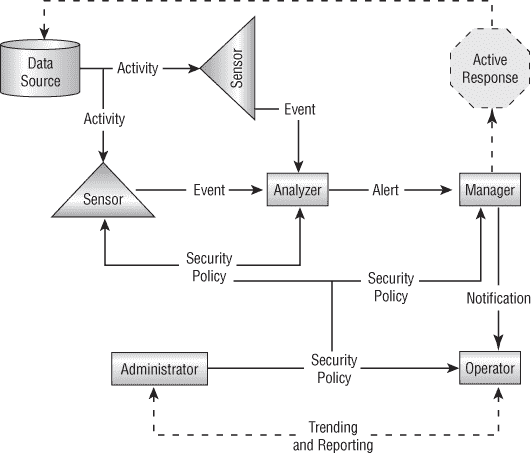 Data
Source
Activity
Sensor
Active
Response
Event
Activity
Sensor
Event
Analyzer
Alert
Manager
Security
Policy
Security
Policy
Notification
Administrator
Security
Policy
Operator
Trending
and Reporting